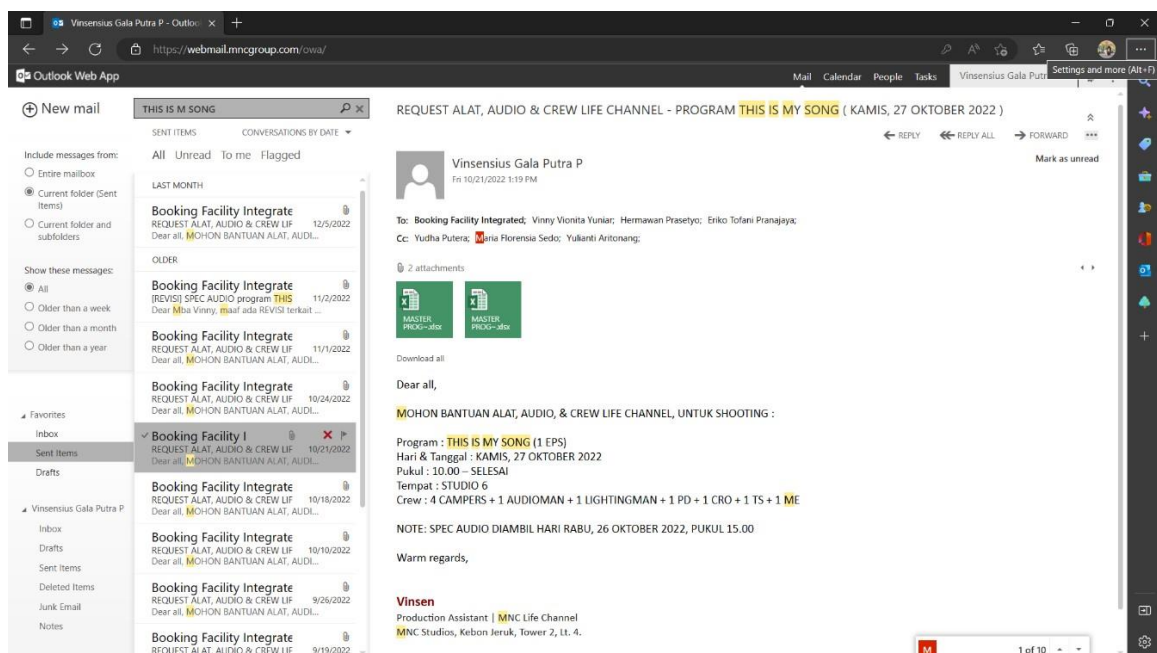 Vinsensius Gala Putra P - Outloo
https://webmail.mncgroup.com/owa/
Settings and more (Alt+F)
Outlook Web App
Mail Calendar People Tasks Vinsensius Gala Putr
New mail
Include messages from:
Entire mailbox
Current folder (Sent
Items)
Current folder and
subfolders
Show these messages:
All
Older than a week
Older than a month
Older than a year
Favorites
Inbox
Sent Items
Drafts
Vinsensius Gala Putra P
Inbox
Drafts
Sent Items
Deleted Items
Junk Email
Notes
THIS IS M SONG
SENT ITEMS CONVERSATIONS BY DATE
All Unread To me Flagged
LAST MONTH
Booking Facility Integrate
REQUEST ALAT, AUDIO & CREW LIF 12/5/2022
Dear all, MOHON BANTUAN ALAT, AUDI...
OLDER
Booking Facility Integrate
[REVISI] SPEC AUDIO program THIS 11/2/2022
Dear Mba Vinny, maaf ada REVISI terkait ...
Booking Facility Integrate
REQUEST ALAT, AUDIO & CREW LIF 11/1/2022
Dear all, MOHON BANTUAN ALAT, AUDI...
Booking Facility Integrate
REQUEST ALAT, AUDIO & CREW LIF 10/24/2022
Dear all, MOHON BANTUAN ALAT, AUDI...
Booking Facility I
REQUEST ALAT, AUDIO & CREW LIF 10/21/2022
Dear all, MOHON BANTUAN ALAT, AUDI...
Booking Facility Integrate
REQUEST ALAT, AUDIO & CREW LIF 10/18/2022
Dear all, MOHON BANTUAN ALAT, AUDI...
Booking Facility Integrate
REQUEST ALAT, AUDIO & CREW LIF 10/10/2022
Dear all, MOHON BANTUAN ALAT, AUDI...
Booking Facility Integrate
REQUEST ALAT, AUDIO & CREW LIF 9/26/2022
Dear all, MOHON BANTUAN ALAT, AUDI...
Booking Facility Integrate
REQUEST ALAT, AUDIO & CREW LIF 9/19/2022
REQUEST ALAT, AUDIO & CREW LIFE CHANNEL - PROGRAM THIS IS MY SONG ( KAMIS, 27 OKTOBER 2022 )
REPLY REPLY ALL FORWARD
Mark as unread
Vinsensius Gala Putra P
Fri 10/21/2022 1:19 PM
To: Booking Facility Integrated; Vinny Vionita Yuniar; Hermawan Prasetyo; Eriko Tofani Pranajaya;
Cc: Yudha Putera; Maria Florensia Sedo; Yulianti Aritonang;
2 attachments
MASTER
PROG~.xlsx
MASTER
PROG~.xlsx
Download all
Dear all,
MOHON BANTUAN ALAT, AUDIO, & CREW LIFE CHANNEL, UNTUK SHOOTING :
Program : THIS IS MY SONG (1 EPS)
Hari & Tanggal : KAMIS, 27 OKTOBER 2022
Pukul : 10.00 – SELESAI
Tempat : STUDIO 6
Crew : 4 CAMPERS + 1 AUDIOMAN + 1 LIGHTINGMAN + 1 PD + 1 CRO + 1 TS + 1 ME
NOTE: SPEC AUDIO DIAMBIL HARI RABU, 26 OKTOBER 2022, PUKUL 15.00
Warm regards,
Vinsen
Production Assistant | MNC Life Channel
MNC Studios, Kebon Jeruk, Tower 2, Lt. 4.
M 1 of 10